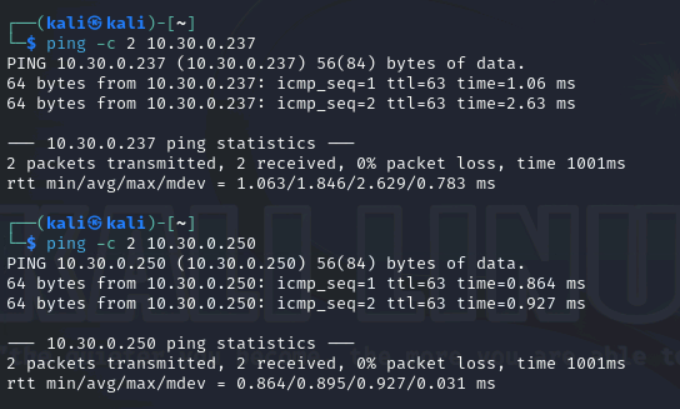 ┌──(kali㉿kali)-[~]
└─$ ping -c 2 10.30.0.237
PING 10.30.0.237 (10.30.0.237) 56(84) bytes of data.
64 bytes from 10.30.0.237: icmp_seq=1 ttl=63 time=1.06 ms
64 bytes from 10.30.0.237: icmp_seq=2 ttl=63 time=2.63 ms
--- 10.30.0.237 ping statistics ---
2 packets transmitted, 2 received, 0% packet loss, time 1001ms
rtt min/avg/max/mdev = 1.063/1.846/2.629/0.783 ms
┌──(kali㉿kali)-[~]
└─$ ping -c 2 10.30.0.250
PING 10.30.0.250 (10.30.0.250) 56(84) bytes of data.
64 bytes from 10.30.0.250: icmp_seq=1 ttl=63 time=0.864 ms
64 bytes from 10.30.0.250: icmp_seq=2 ttl=63 time=0.927 ms
--- 10.30.0.250 ping statistics ---
2 packets transmitted, 2 received, 0% packet loss, time 1001ms
rtt min/avg/max/mdev = 0.864/0.895/0.927/0.031 ms